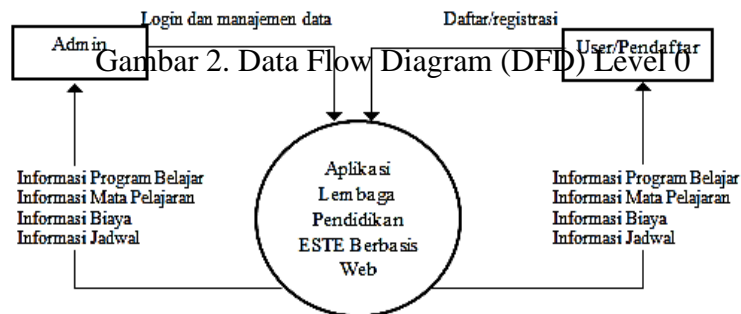 Login dan manajemen data
Daftar/registrasi
Admin
User/Pendaftar
Gambar 2. Data Flow Diagram (DFD) Level 0
Aplikasi
Lembaga
Pendidikan
ESTE Berbasis
Web
Informasi Program Belajar
Informasi Mata Pelajaran
Informasi Biaya
Informasi Jadwal
Informasi Program Belajar
Informasi Mata Pelajaran
Informasi Biaya
Informasi Jadwal